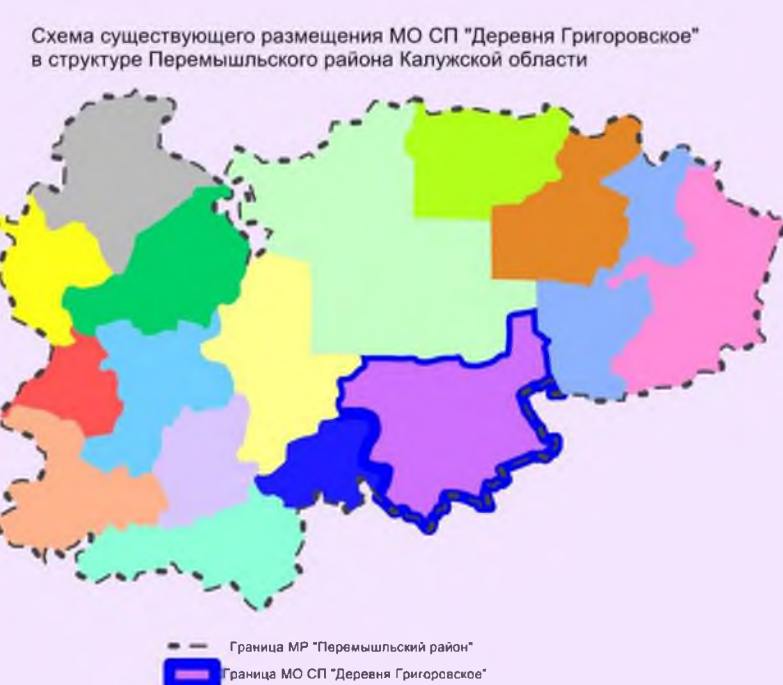 Схема существующего размещения МО СП "Деревня Григоровское"
в структуре Перемышльского района Калужской области
Граница МР "Перемышльский район"
Граница МО СП "Деревня Григоровское"